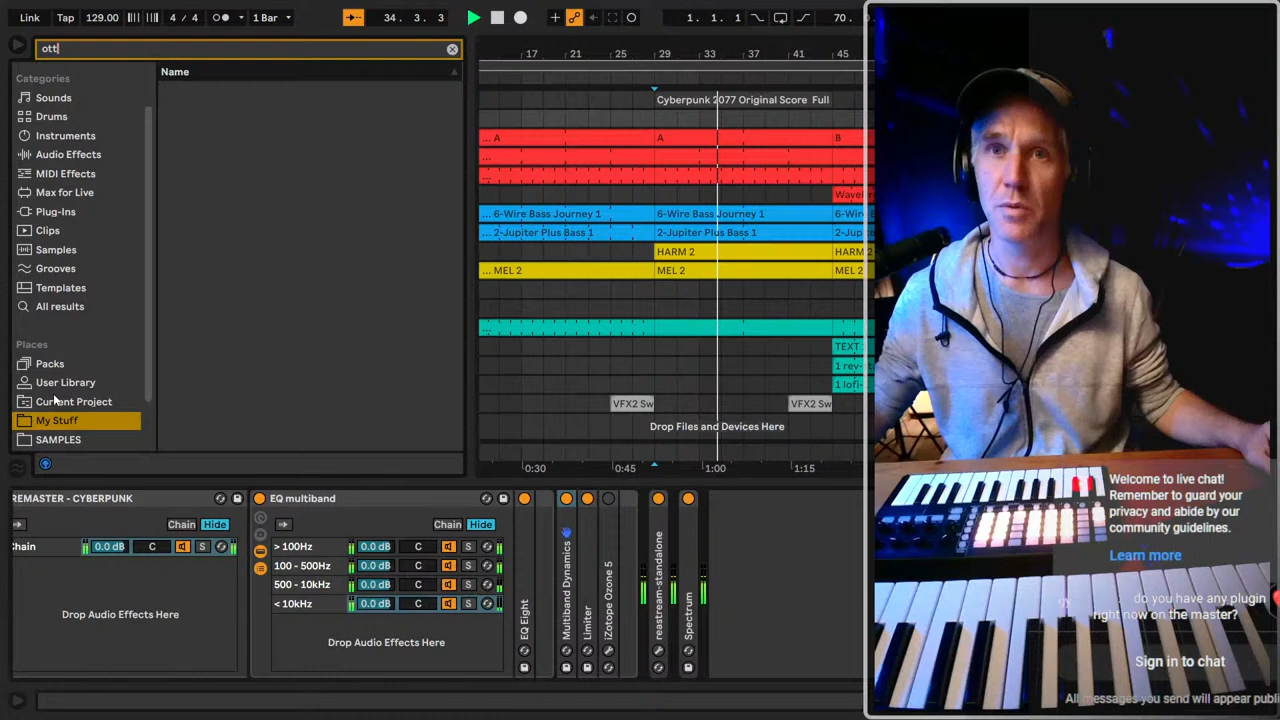 Link Tap 129.00 4 / 4 1 Bar 34. 3. 3 1. 1. 1 70.
ott
Categories
Sounds
Drums
Instruments
Audio Effects
MIDI Effects
Max for Live
Plug-Ins
Clips
Samples
Grooves
Templates
All results
Places
Packs
User Library
Current Project
My Stuff
SAMPLES
Name
17 21 25 29 33 37 41 45
Cyberpunk 2077 Original Score Full
... A A B
...
...
... 6-Wire Bass Journey 1 6-Wire Bass Journey 1 6-Wi
... 2-Jupiter Plus Bass 1 2-Jupiter Plus Bass 1 2-Jup
HARM 2 HARM
... MEL 2 MEL 2 MEL 2
...
TEXT
1 rev-
1 lofi-
VFX2 Sw VFX2 Sw
Drop Files and Devices Here
0:30 0:45 1:00 1:15
REMASTER - CYBERPUNK
Chain Hide
Chain 0.0 dB C S
Drop Audio Effects Here
EQ multiband
Chain Hide
> 100Hz 0.0 dB C S
100 - 500Hz 0.0 dB C S
500 - 10kHz 0.0 dB C S
< 10kHz 0.0 dB C S
Drop Audio Effects Here
EQ Eight
Multiband Dynamics
Limiter
iZotope Ozone 5
reastream-standalone
Spectrum
Welcome to live chat!
Remember to guard your
privacy and abide by our
community guidelines.
Learn more
gy do you have any plugin
right now on the master?
Sign in to chat
All messages you send will appear publi